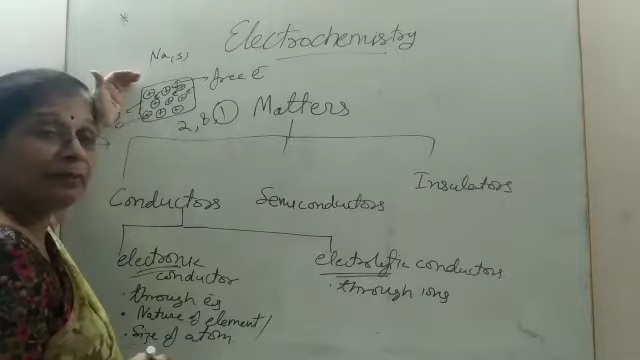 *
Electrochemistry
Na(s)
free e
2, 8, 1
Matters
Conductors
Semiconductors
Insulators
electronic
conductor
electrolytic conductors
• through es
• through ions
• Nature of element/
• Size of atom